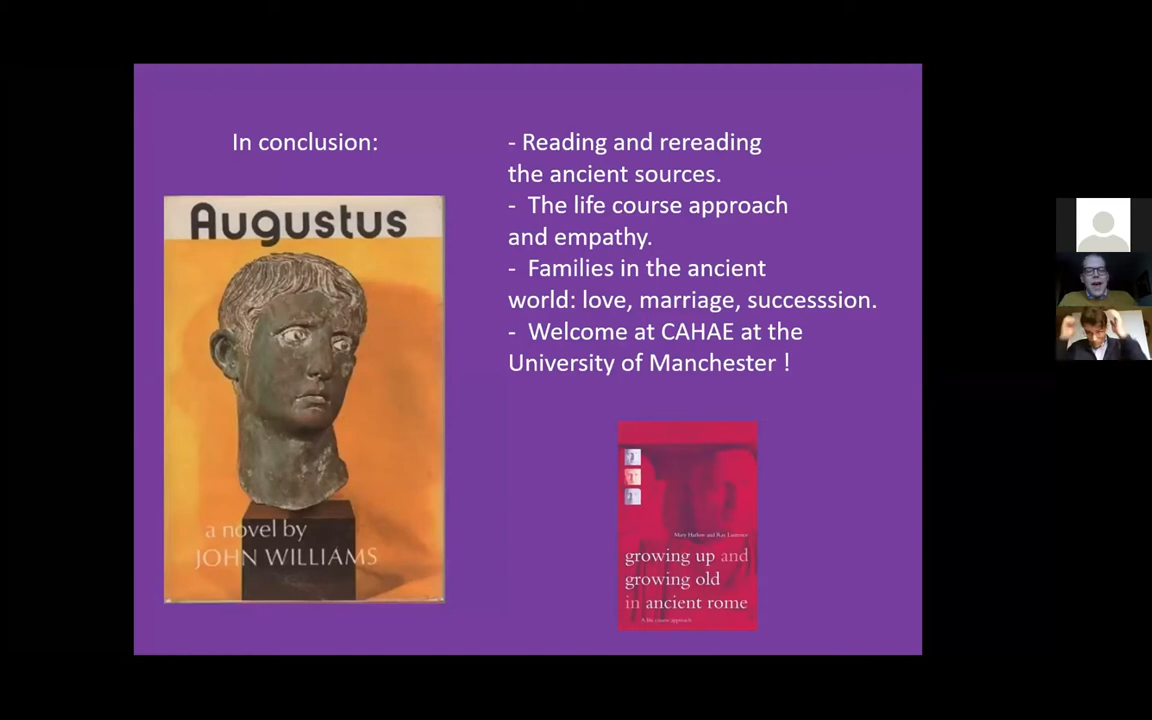 In conclusion:
Augustus
a novel by
JOHN WILLIAMS
- Reading and rereading
the ancient sources.
- The life course approach
and empathy.
- Families in the ancient
world: love, marriage, successsion.
- Welcome at CAHAE at the
University of Manchester !
Mary Harlow and Ray Laurence
growing up and
growing old
in ancient rome
A life course approach